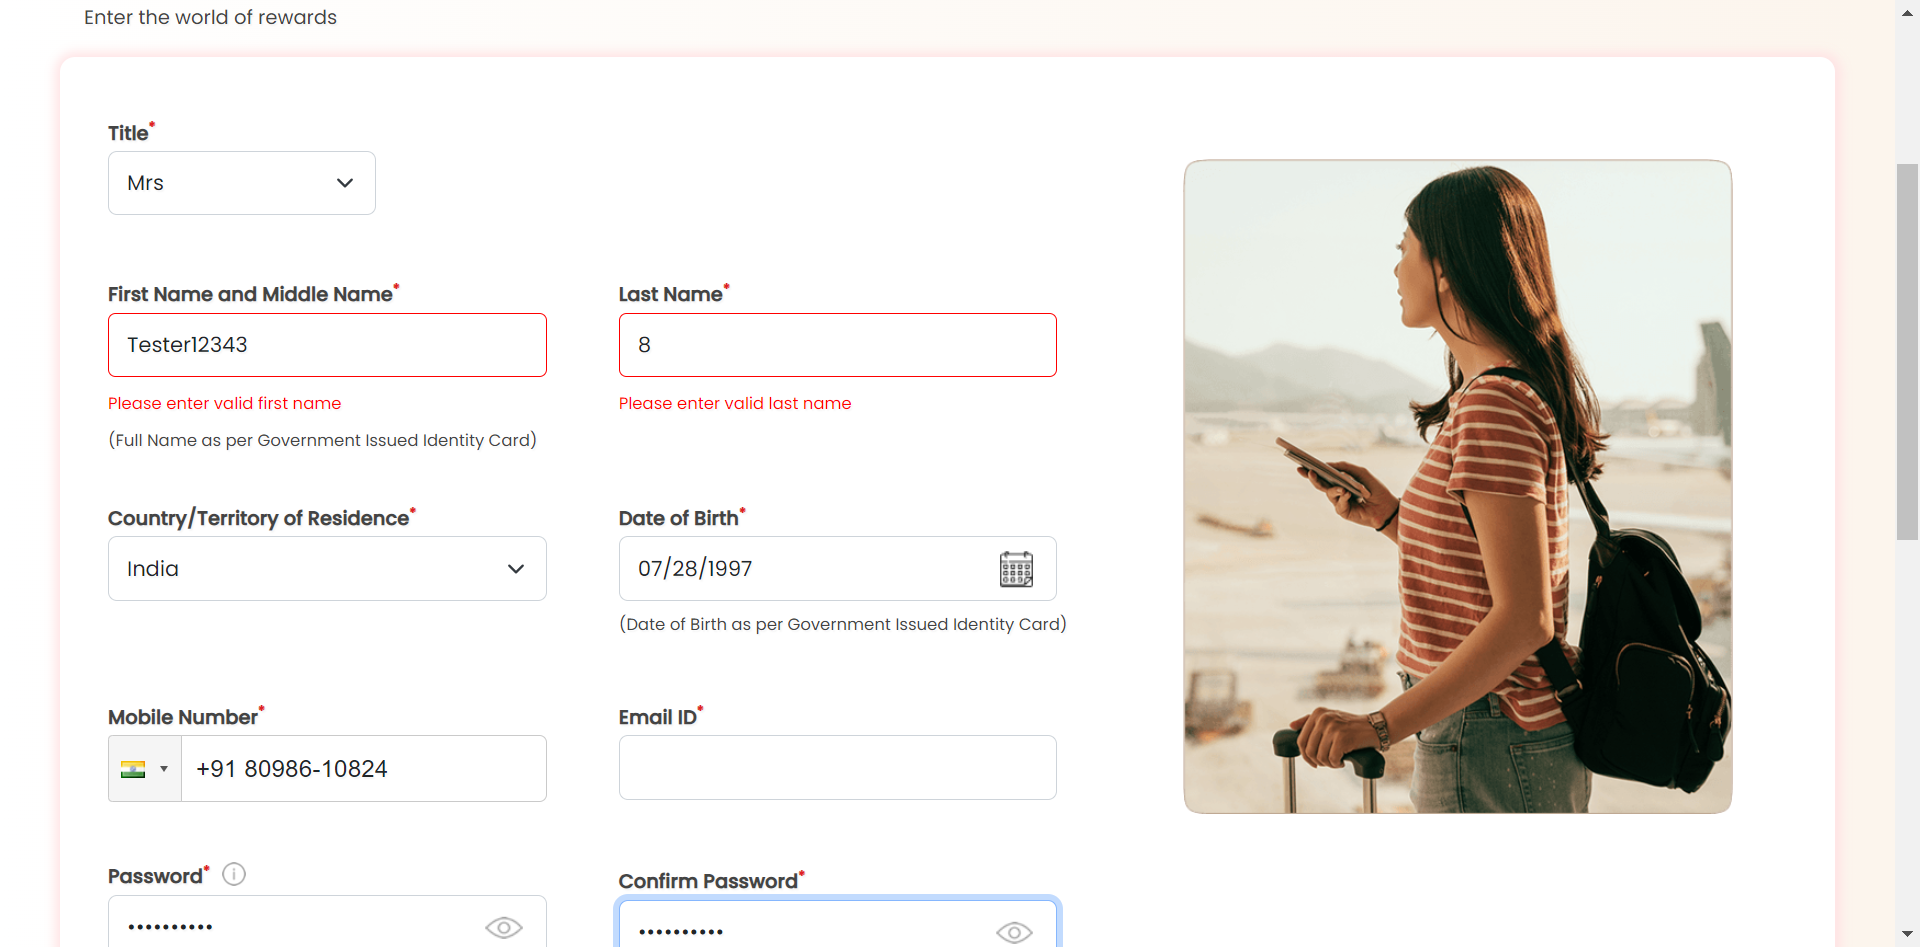 Enter the world of rewards
Title*
Mrs
First Name and Middle Name*
Last Name*
Tester12343
8
Please enter valid first name
Please enter valid last name
(Full Name as per Government Issued Identity Card)
Country/Territory of Residence*
Date of Birth*
India
07/28/1997
(Date of Birth as per Government Issued Identity Card)
Mobile Number*
Email ID*
+91 80986-10824
Password*
Confirm Password*
••••••••••
••••••••••